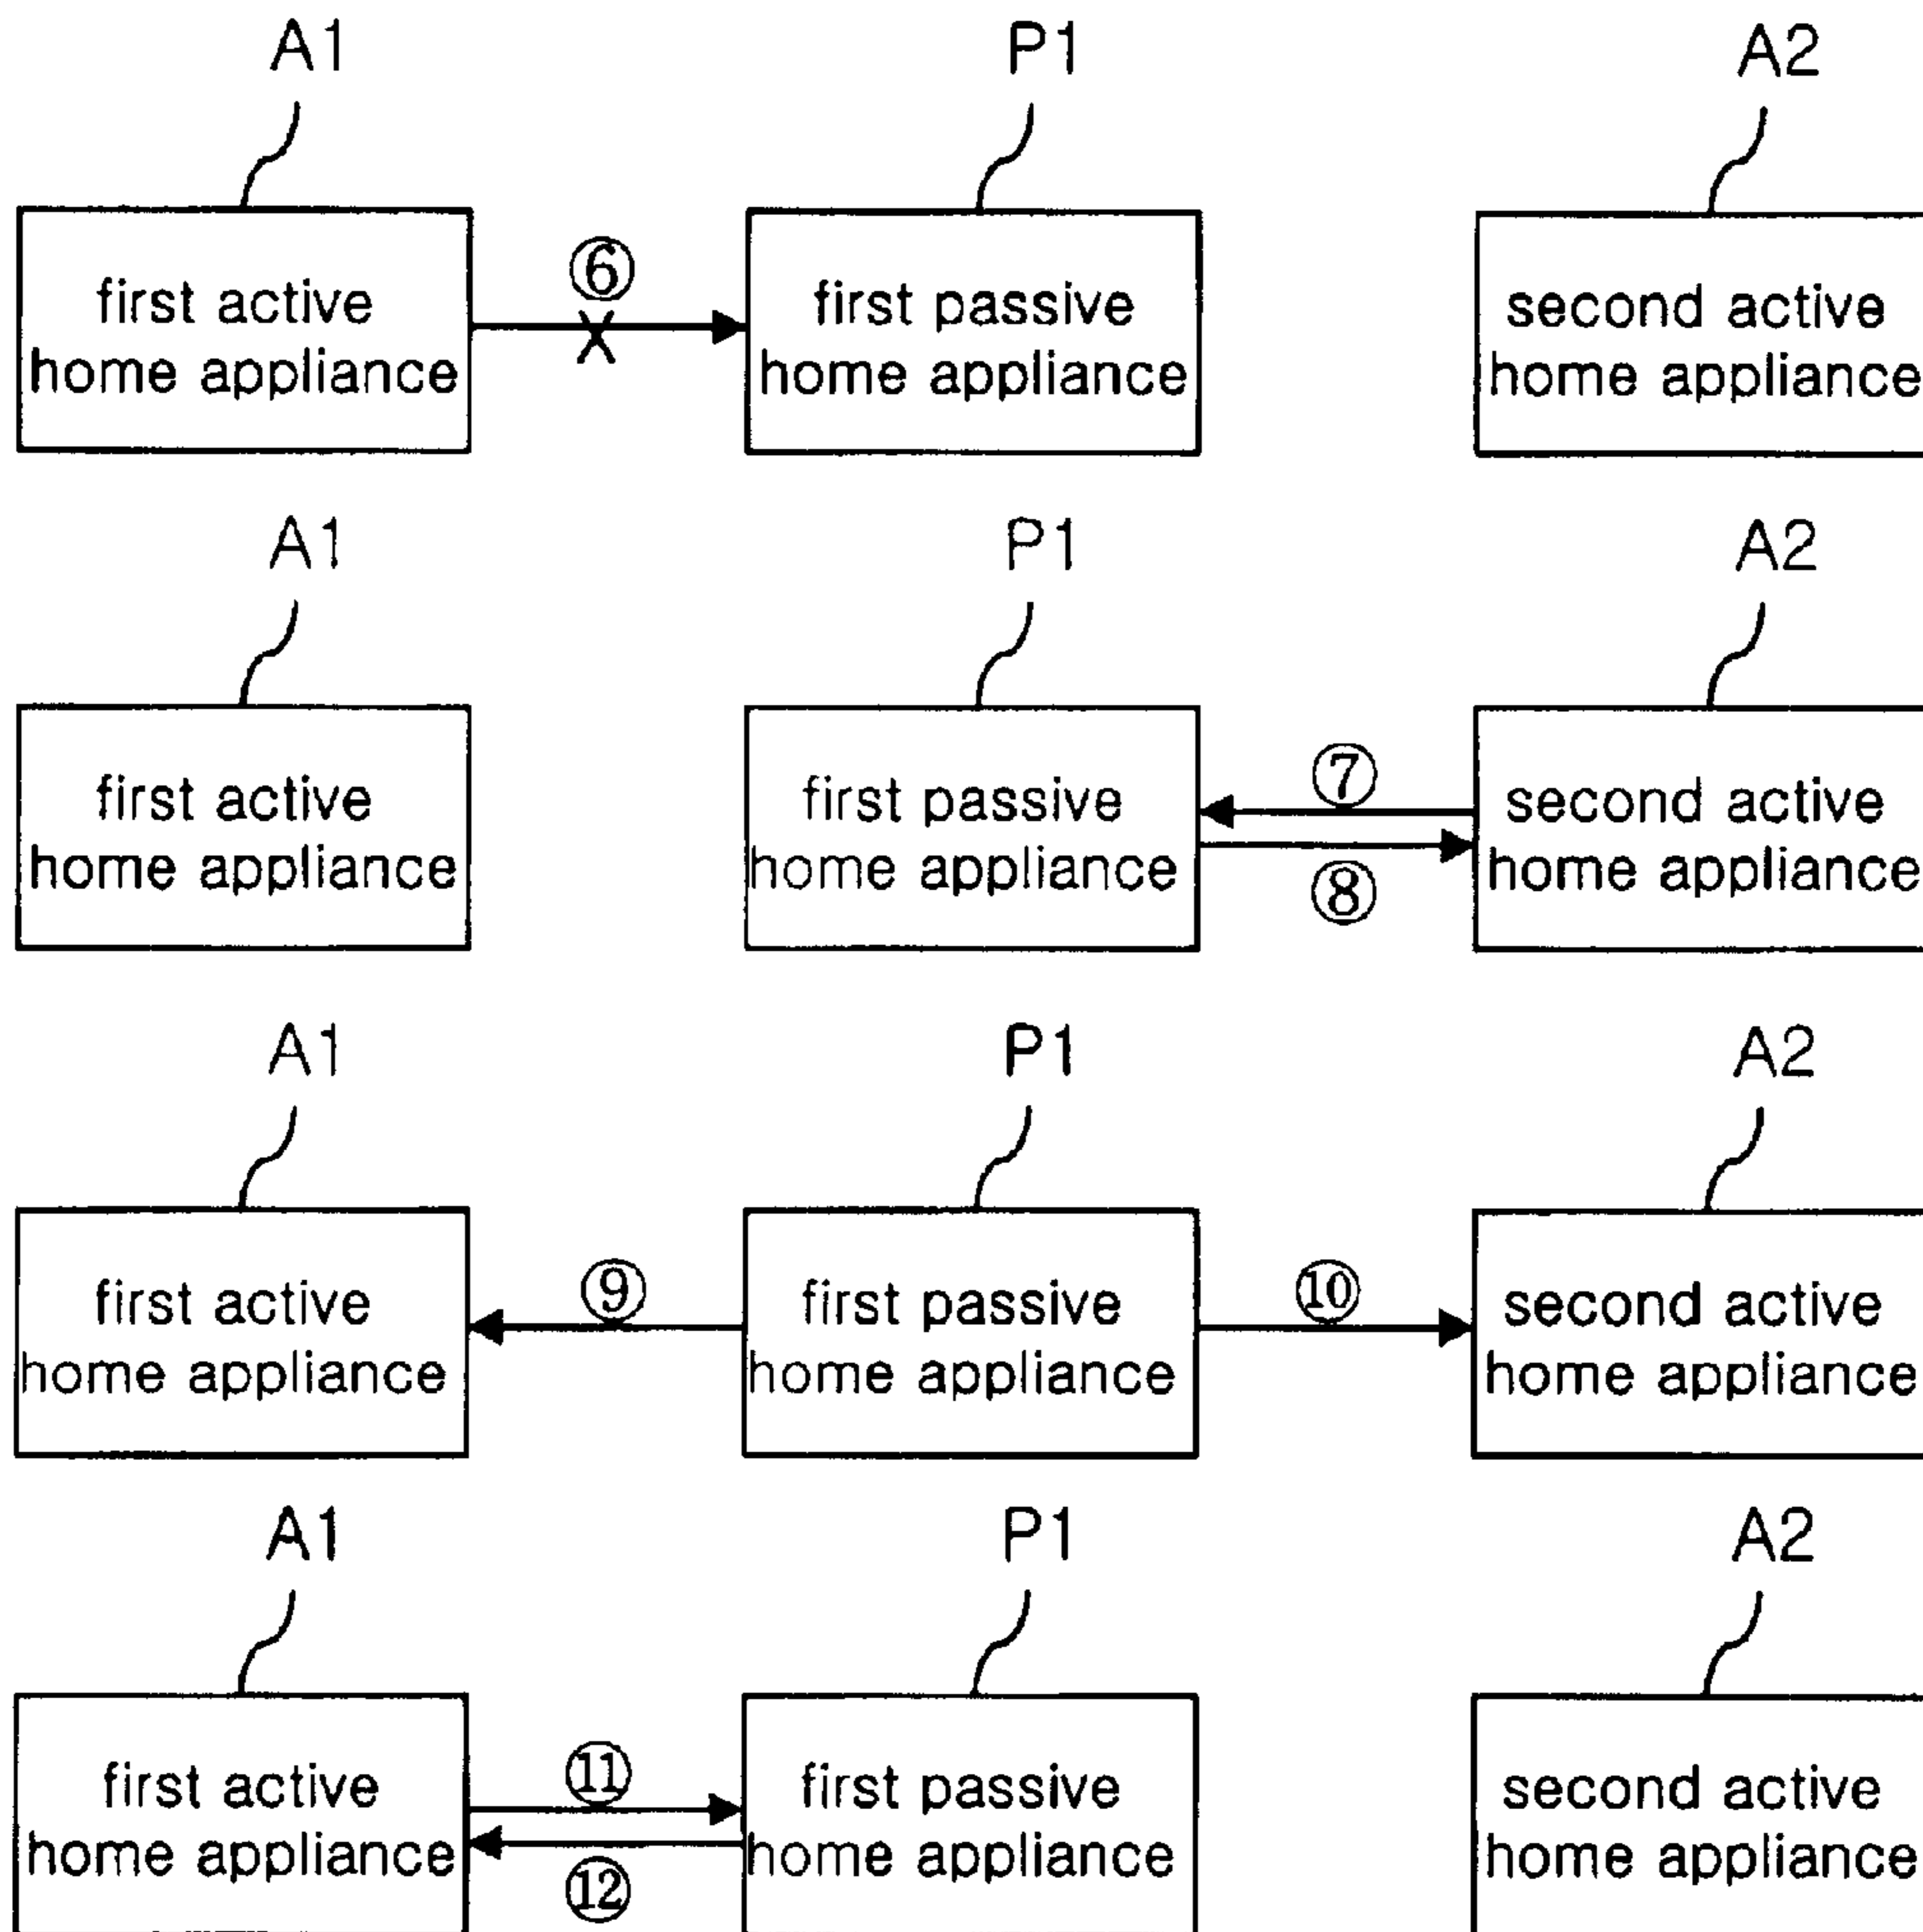 A1 P1 A2
⑥
first active first passive second active
X
home appliance home appliance home appliance
A1 P1 A2
⑦
first active first passive second active
home appliance home appliance home appliance
⑧
A1 P1 A2
⑨ ⑩
first active first passive second active
home appliance home appliance home appliance
A1 P1 A2
⑪
first active first passive second active
home appliance home appliance home appliance
⑫